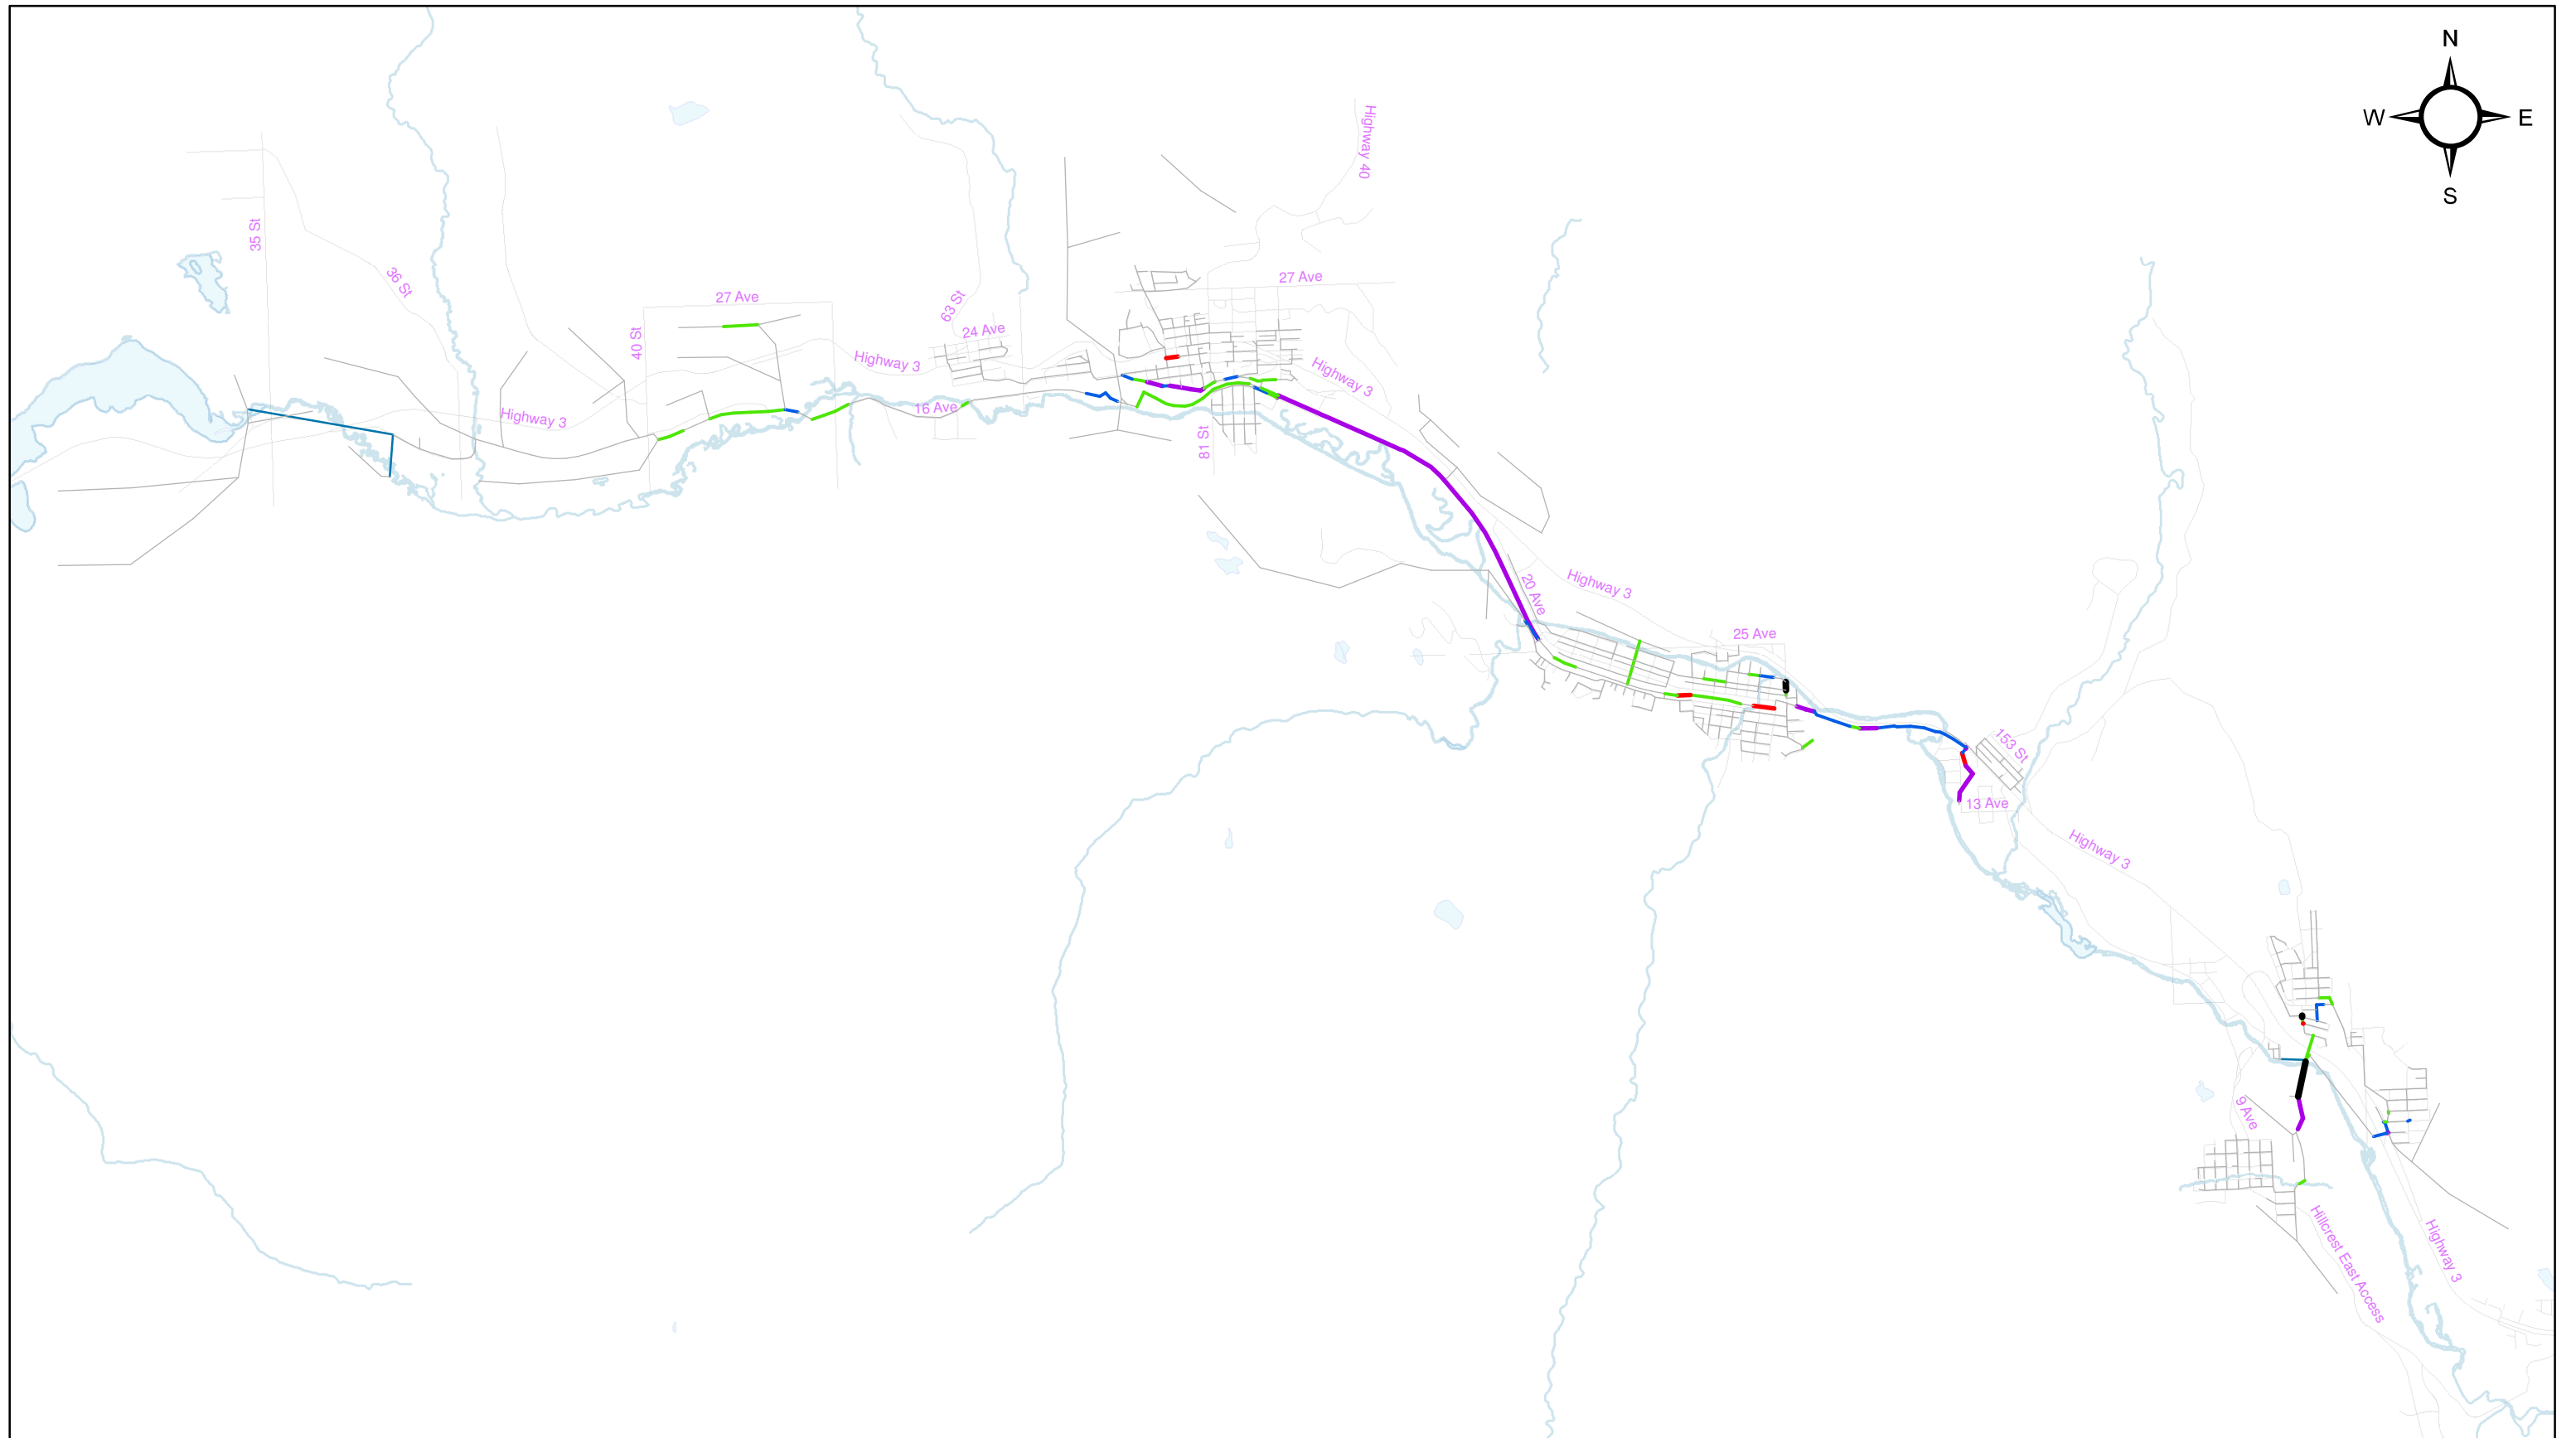 N
W
E
S
Highway 40
35 St
36 St
27 Ave
27 Ave
63 St
24 Ave
40 St
Highway 3
Highway 3
Highway 3
16 Ave
81 St
20 Ave
Highway 3
25 Ave
153 St
13 Ave
Highway 3
9 Ave
Hillcrest East Access
Highway 3